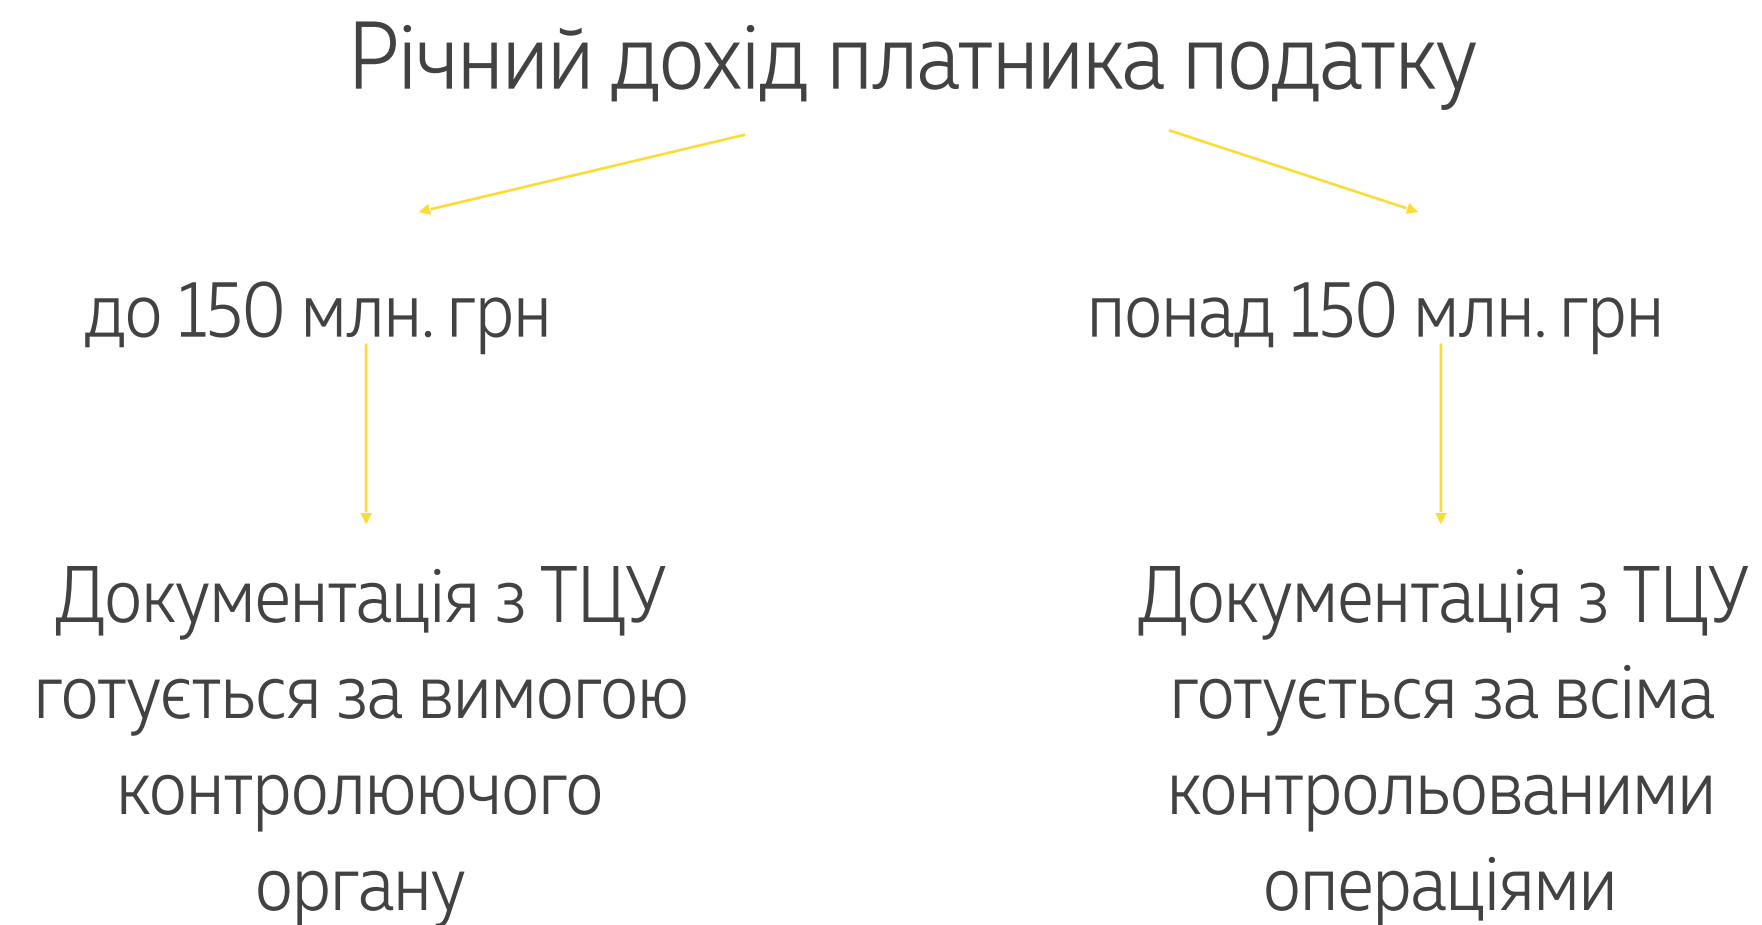 Річний дохід платника податку
до 150 млн. грн
понад 150 млн. грн
Документація з ТЦУ
готується за вимогою
контролюючого
органу
Документація з ТЦУ
готується за всіма
контрольованими
операціями